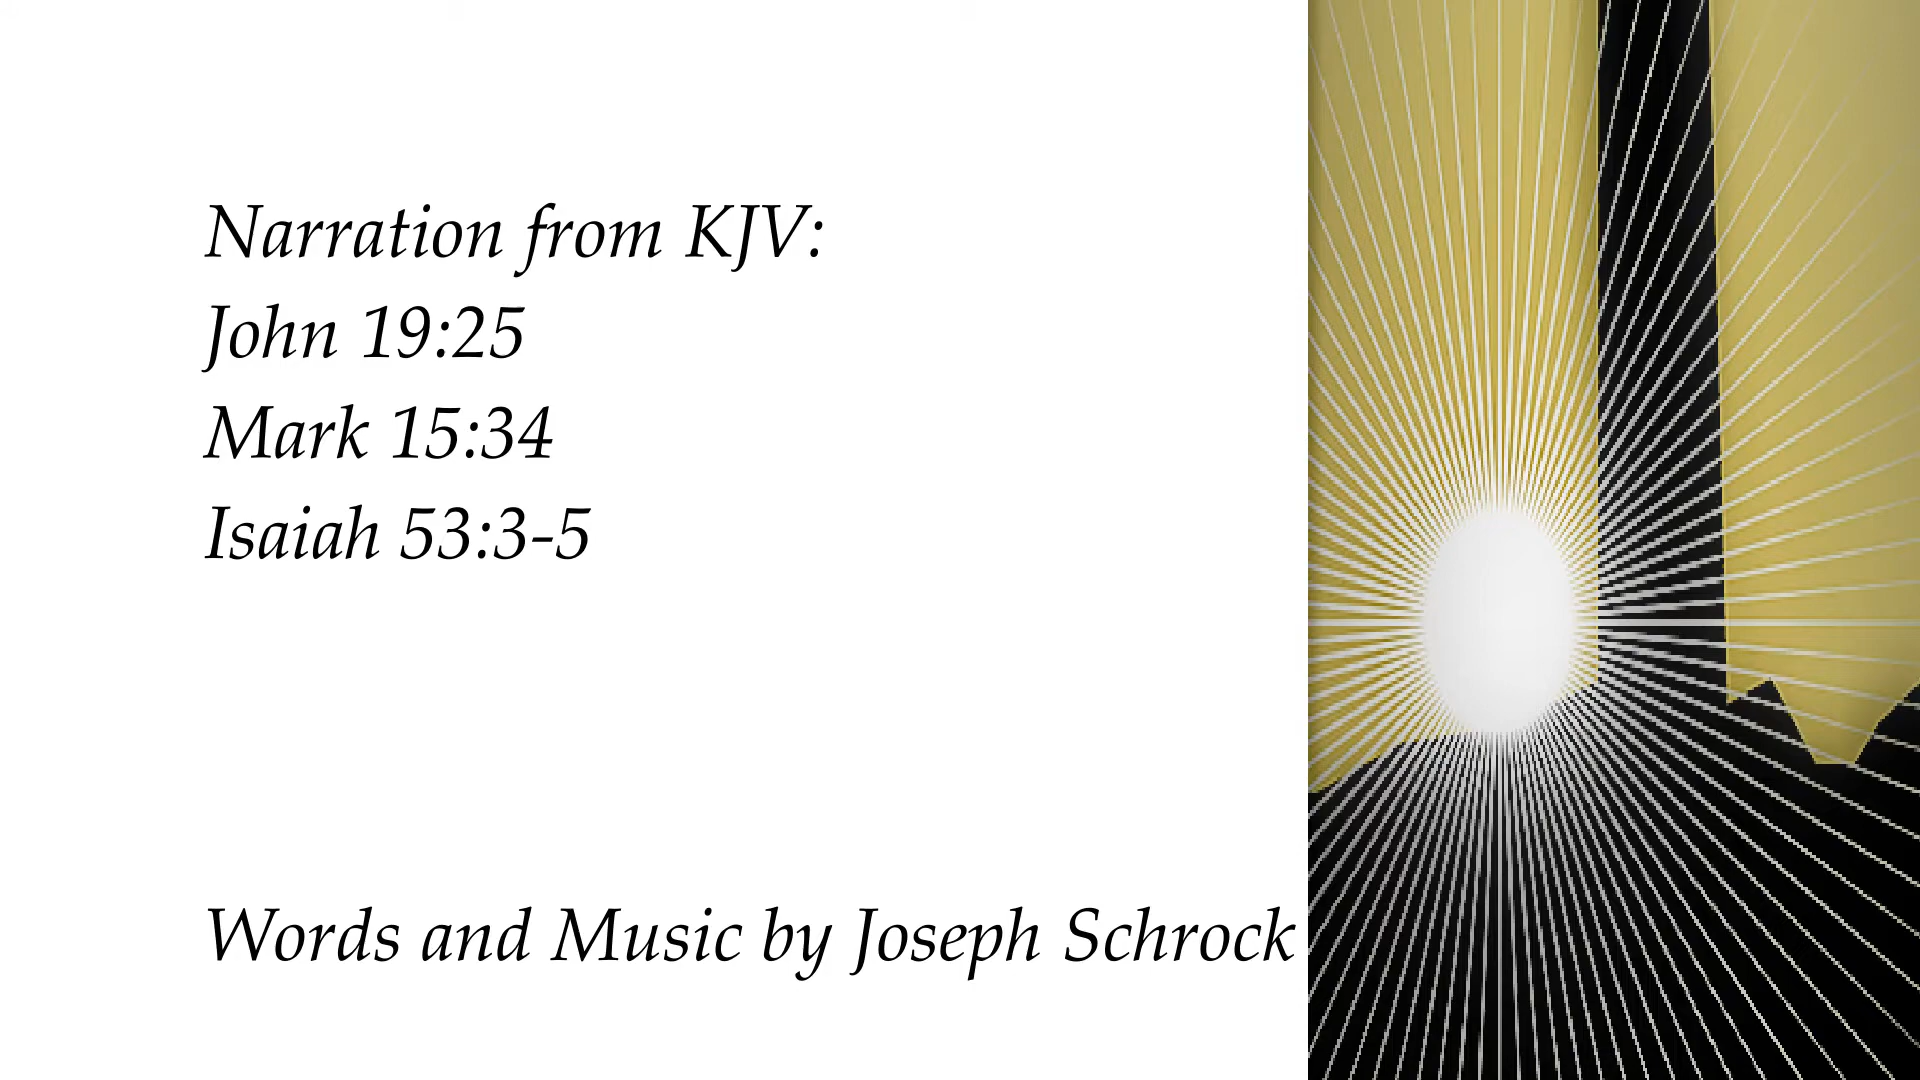 Narration from KJV:
John 19:25
Mark 15:34
Isaiah 53:3-5
Words and Music by Joseph Schrock